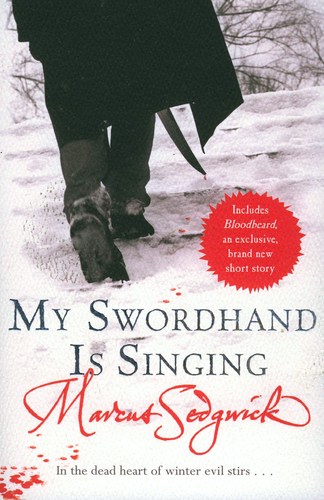 Includes
Bloodbeard,
an exclusive,
brand new
short story
MY SWORDHAND
IS SINGING
Marcus Sedgwick
In the dead heart of winter evil stirs . . .